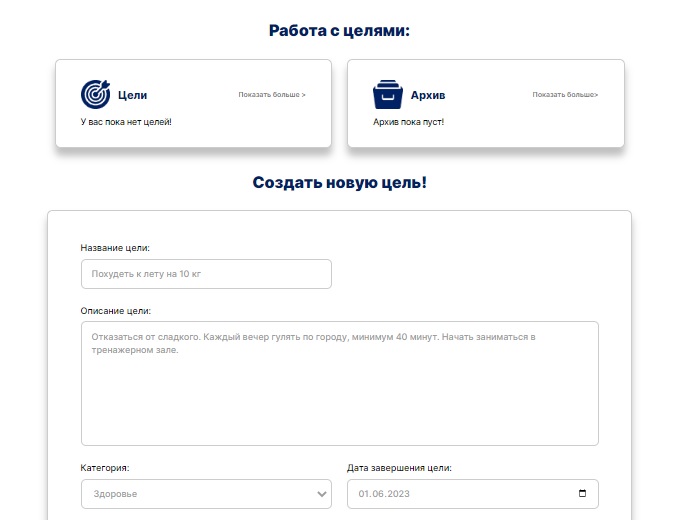 Работа с целями:
Цели
Показать больше >
У вас пока нет целей!
Архив
Показать больше>
Архив пока пуст!
Создать новую цель!
Название цели:
Похудеть к лету на 10 кг
Описание цели:
Отказаться от сладкого. Каждый вечер гулять по городу, минимум 40 минут. Начать заниматься в
тренажерном зале.
Категория:
Здоровье
Дата завершения цели:
01.06.2023